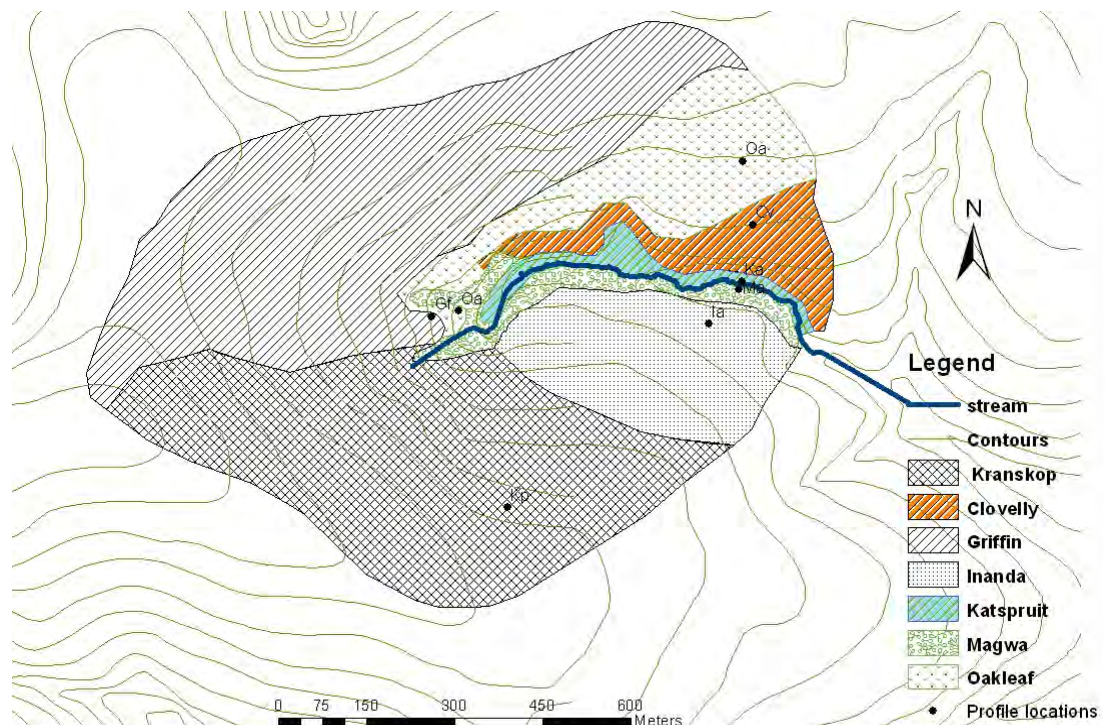 Oa
Cv
N
Ka
Ma
Gf
Oa
Ia
Legend
stream
Contours
Kranskop
Kp
Clovelly
Griffin
Inanda
Katspruit
Magwa
Oakleaf
0 75 150 300 450 600
Meters
Profile locations